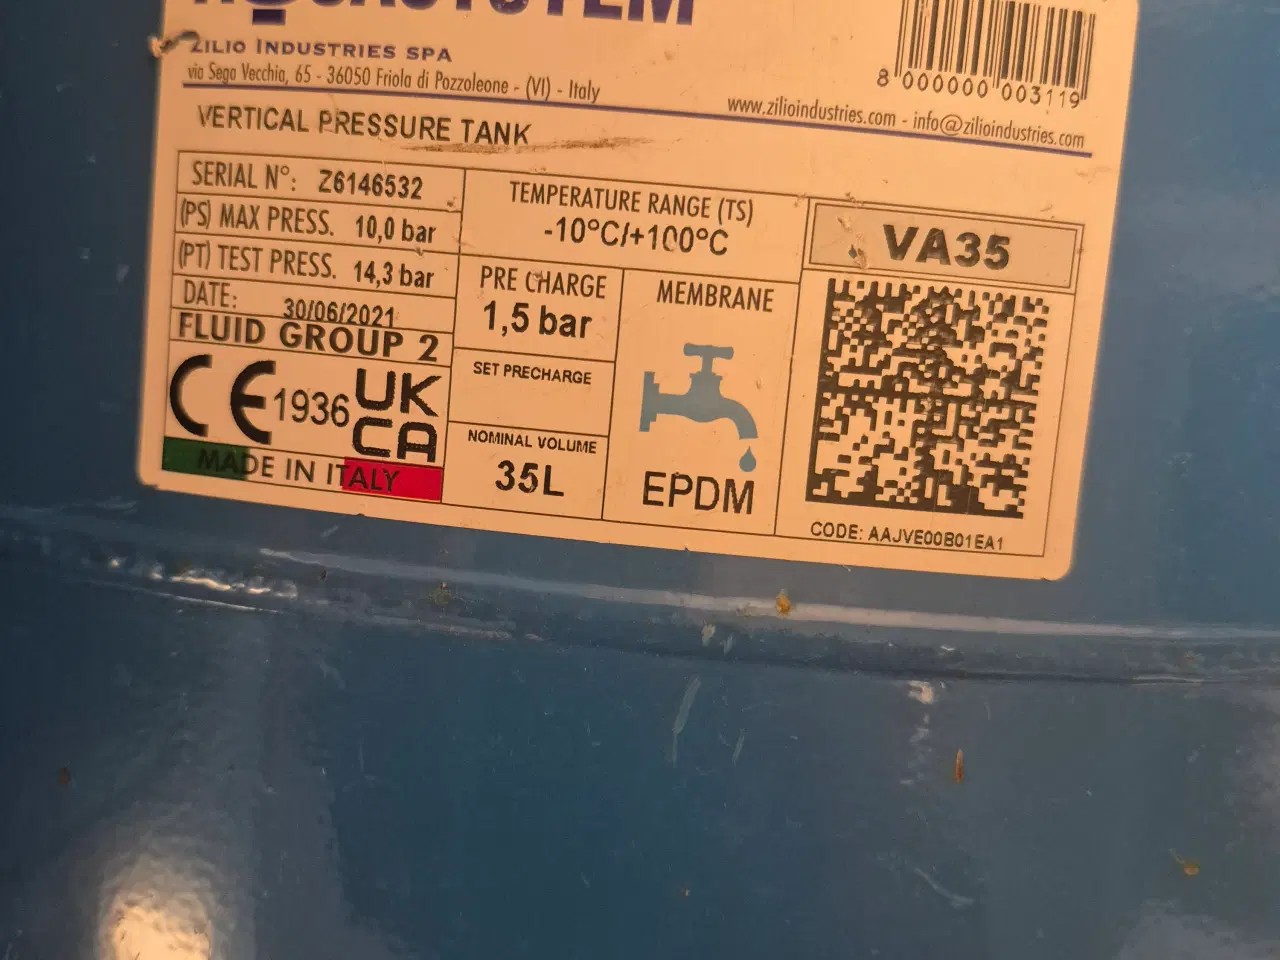 AQUASYSTEM
ZILIO INDUSTRIES SPA
via Sega Vecchia, 65 - 36050 Friola di Pozzoleone - (VI) - Italy
8 000000 003119
www.zilioindustries.com - info@zilioindustries.com
VERTICAL PRESSURE TANK
SERIAL N°: Z6146532
(PS) MAX PRESS. 10,0 bar
(PT) TEST PRESS. 14,3 bar
DATE: 30/06/2021
FLUID GROUP 2
CE 1936 UK CA
MADE IN ITALY
TEMPERATURE RANGE (TS)
-10°C/+100°C
PRE CHARGE
1,5 bar
SET PRECHARGE
NOMINAL VOLUME
35L
MEMBRANE
EPDM
VA35
CODE: AAJVE00B01EA1